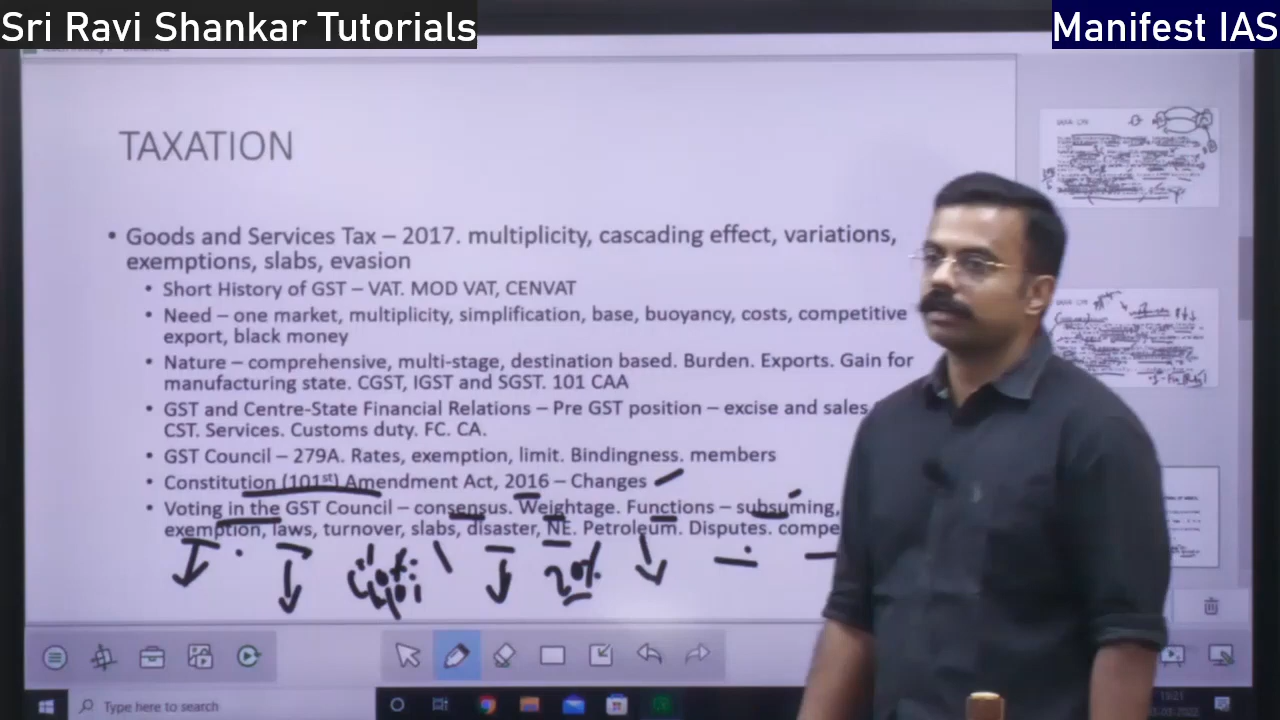 Sri Ravi Shankar Tutorials
Manifest IAS
TAXATION
• Goods and Services Tax – 2017. multiplicity, cascading effect, variations,
exemptions, slabs, evasion
• Short History of GST – VAT. MOD VAT, CENVAT
• Need – one market, multiplicity, simplification, base, buoyancy, costs, competitive
export, black money
• Nature – comprehensive, multi-stage, destination based. Burden. Exports. Gain for
manufacturing state. CGST, IGST and SGST. 101 CAA
• GST and Centre-State Financial Relations – Pre GST position – excise and sales
CST. Services. Customs duty. FC. CA.
• GST Council – 279A. Rates, exemption, limit. Bindingness. members
• Constitution (101st) Amendment Act, 2016 – Changes
• Voting in the GST Council – consensus. Weightage. Functions – subsuming,
exemption, laws, turnover, slabs, disaster, NE. Petroleum. Disputes. compe
20%
Type here to search
19:21